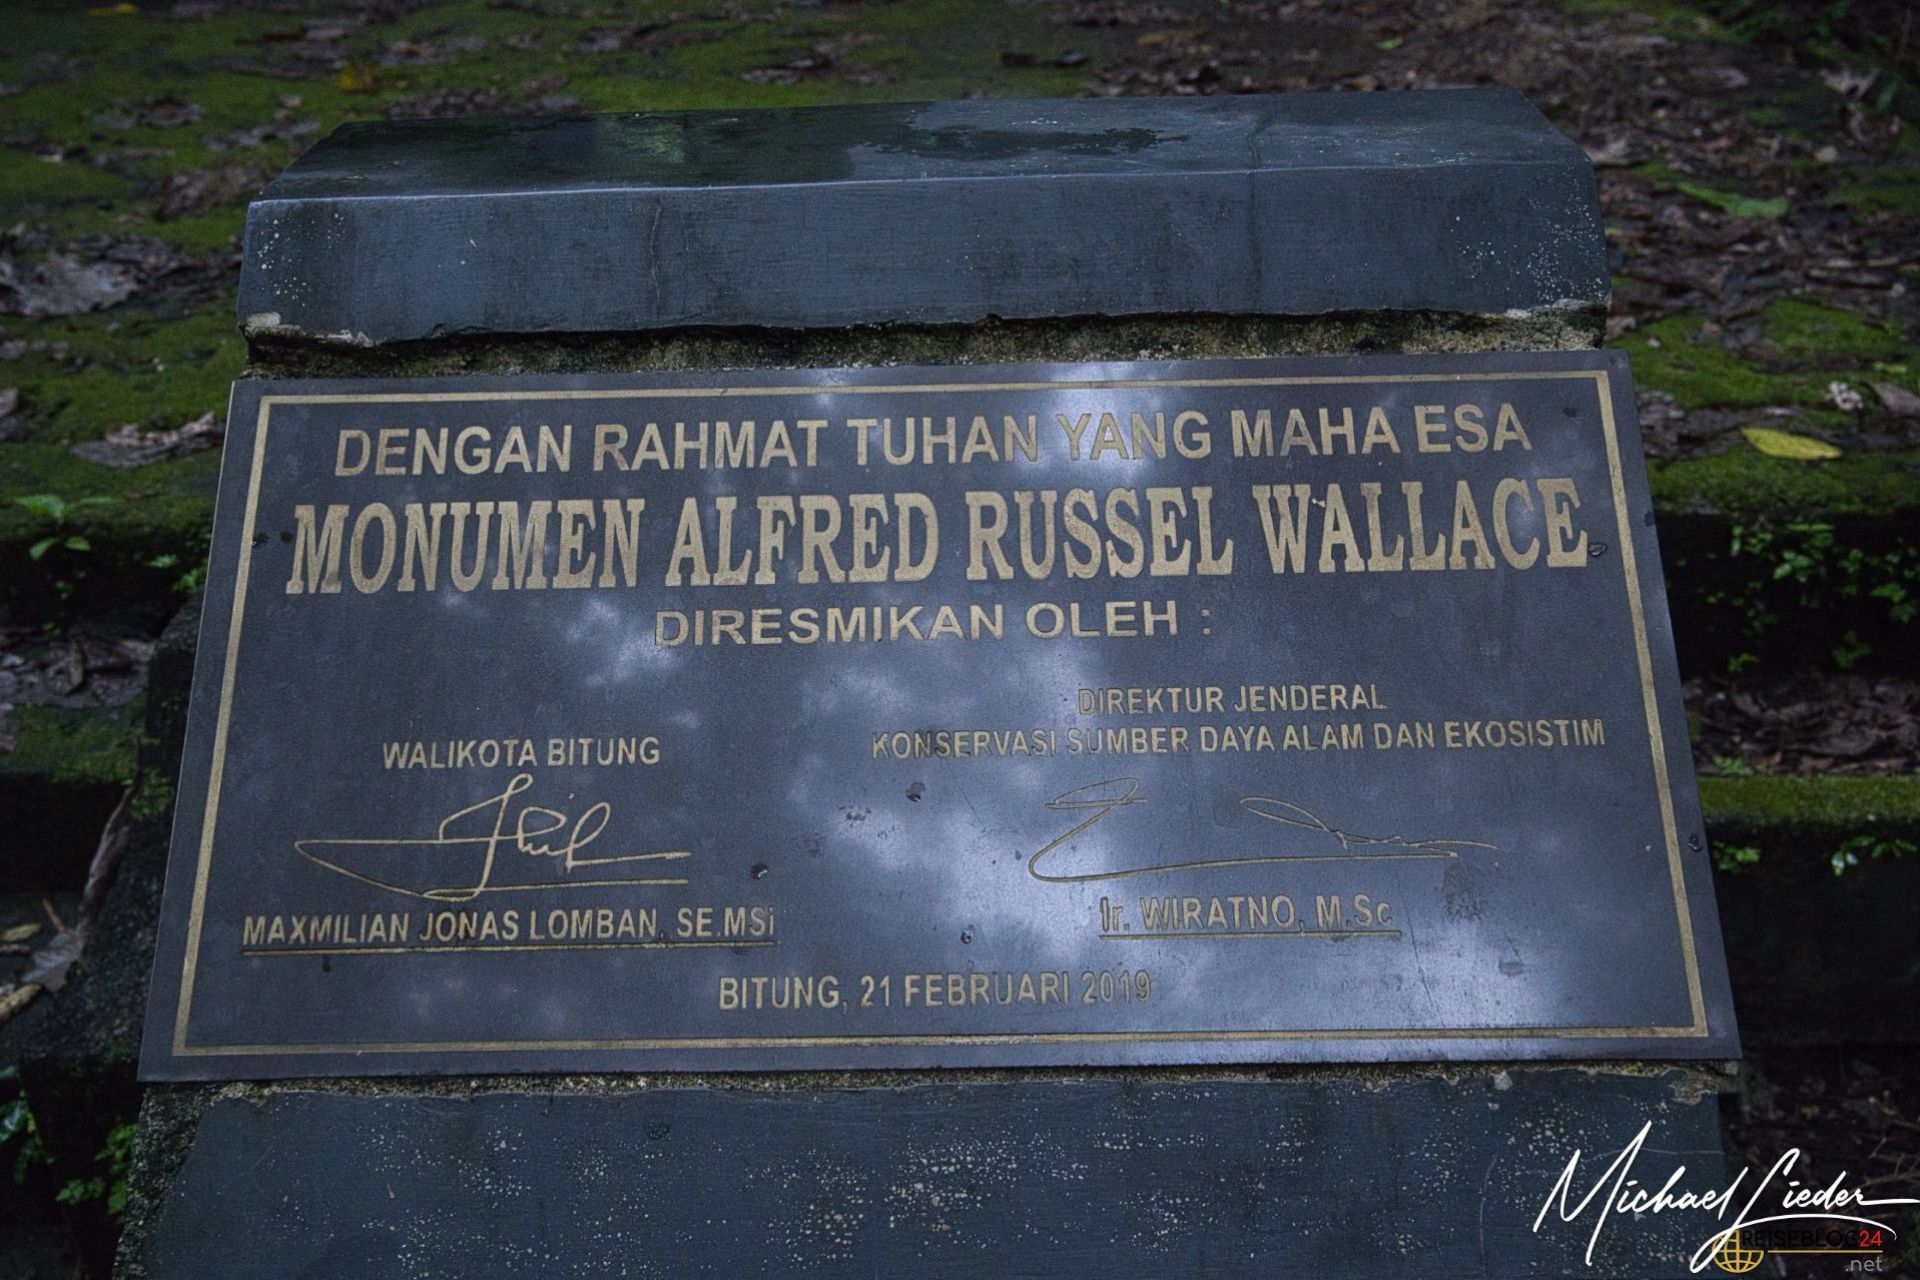 DENGAN RAHMAT TUHAN YANG MAHA ESA
MONUMEN ALFRED RUSSEL WALLACE
DIRESMIKAN OLEH :
WALIKOTA BITUNG
MAXMILIAN JONAS LOMBAN, SE.MSi
DIREKTUR JENDERAL
KONSERVASI SUMBER DAYA ALAM DAN EKOSISTIM
Ir. WIRATNO, M.Sc
BITUNG, 21 FEBRUARI 2019
Michael Lieder
REISEBLOG24
.net